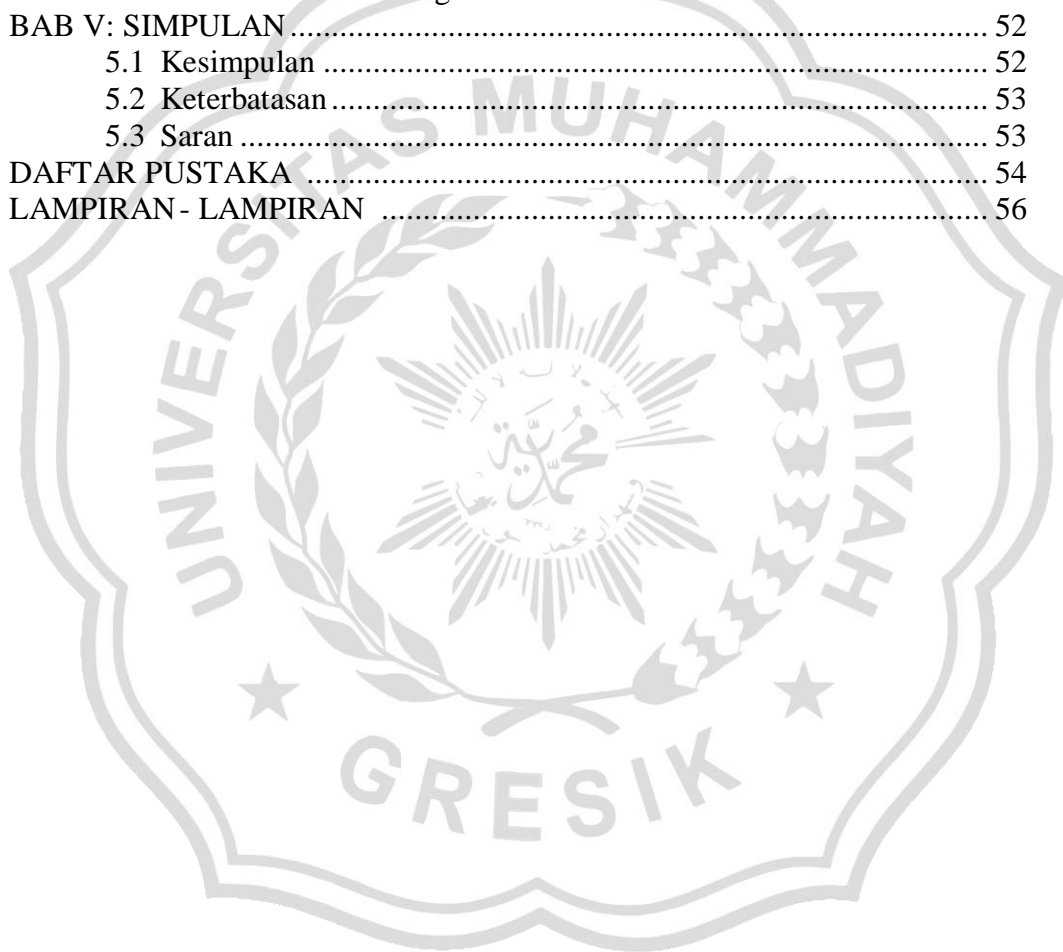 BAB V: SIMPULAN ........................................................................................ 52
5.1 Kesimpulan .................................................................................... 52
5.2 Keterbatasan ................................................................................... 53
5.3 Saran ............................................................................................... 53
DAFTAR PUSTAKA ...................................................................................... 54
LAMPIRAN - LAMPIRAN ............................................................................ 56
UNIVERSITAS MUHAMMADIYAH
GRESIK